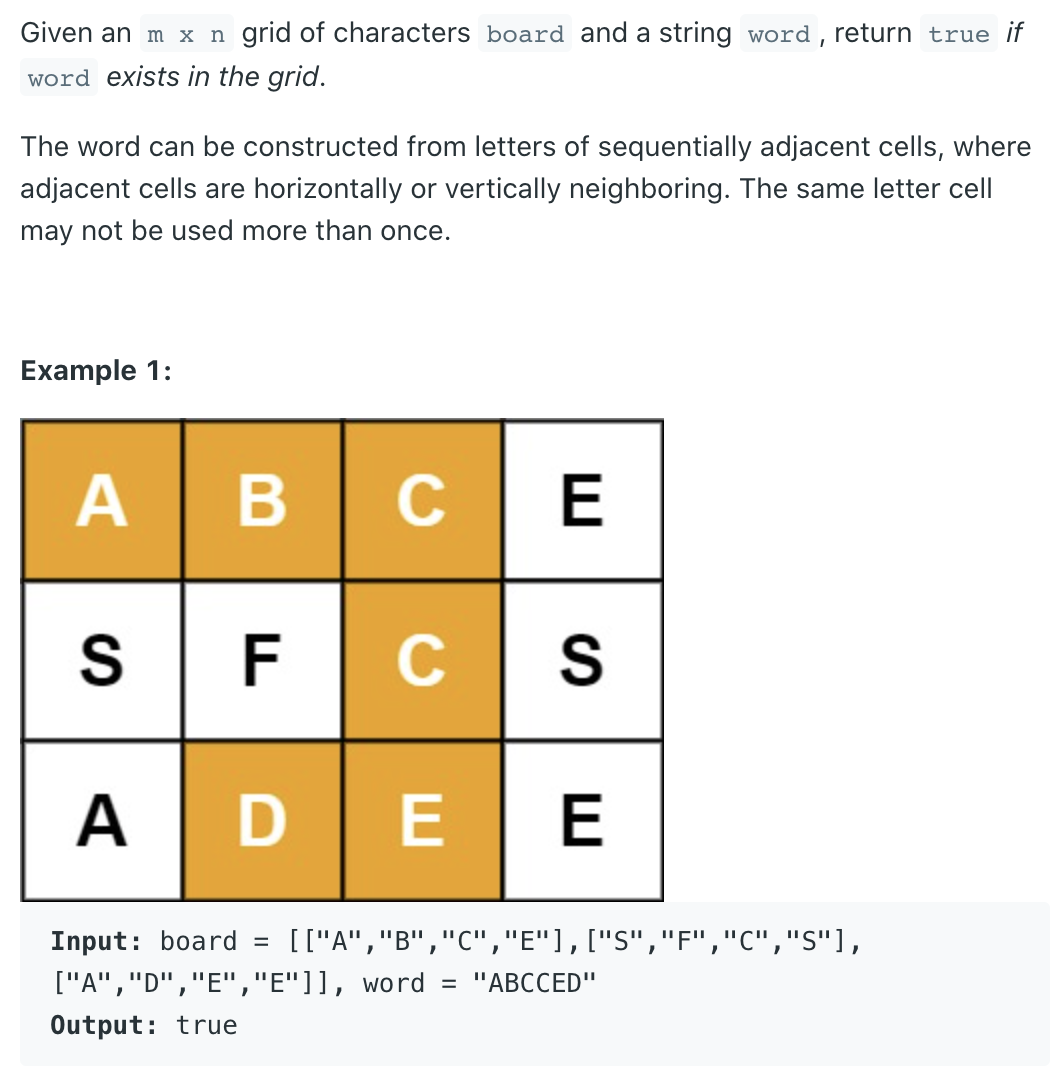 Given an m x n grid of characters board and a string word, return true if
word exists in the grid.
The word can be constructed from letters of sequentially adjacent cells, where
adjacent cells are horizontally or vertically neighboring. The same letter cell
may not be used more than once.
Example 1:
A B C E
S F C S
A D E E
Input: board = [["A","B","C","E"],["S","F","C","S"],
["A","D","E","E"]], word = "ABCCED"
Output: true